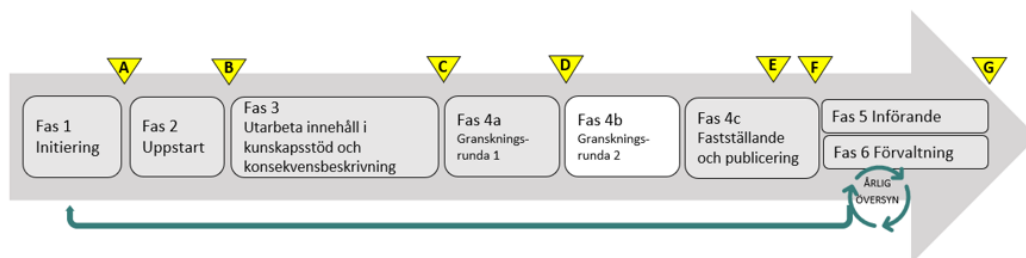 A
B
C
D
E
F
G
Fas 1
Initiering
Fas 2
Uppstart
Fas 3
Utarbeta innehåll i
kunskapsstöd och
konsekvensbeskrivning
Fas 4a
Gransknings-
runda 1
Fas 4b
Gransknings-
runda 2
Fas 4c
Fastställande
och publicering
Fas 5 Införande
Fas 6 Förvaltning
ÅRLIG
ÖVERSYN